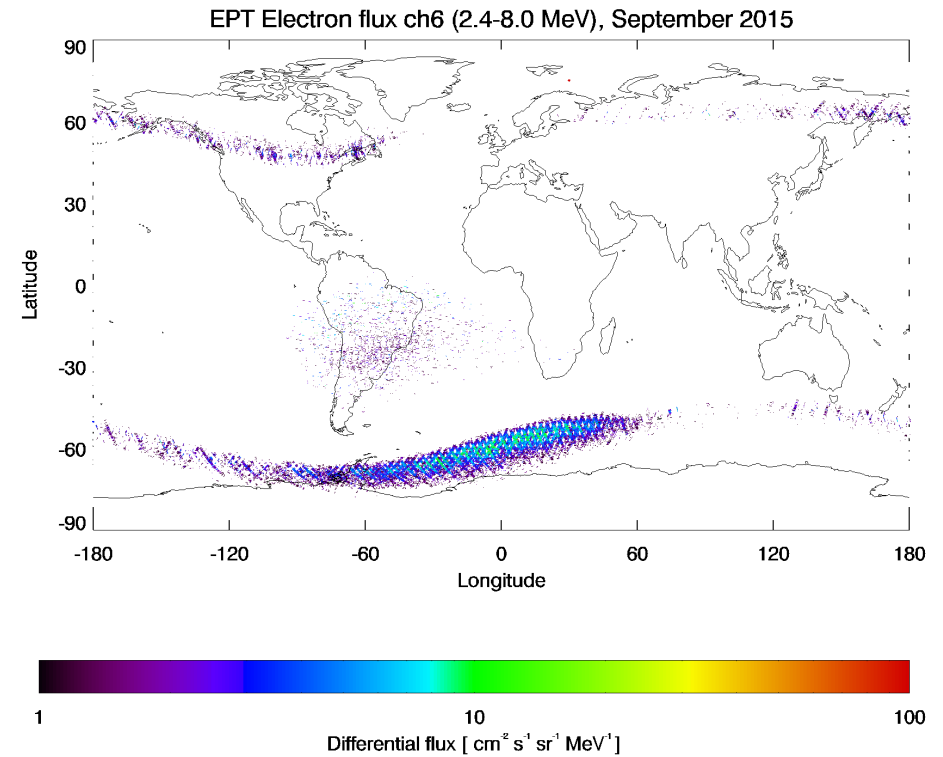 EPT Electron flux ch6 (2.4-8.0 MeV), September 2015
90
60
30
0
-30
-60
-90
Latitude
-180 -120 -60 0 60 120 180
Longitude
1 10 100
Differential flux [ cm⁻² s⁻¹ sr⁻¹ MeV⁻¹]